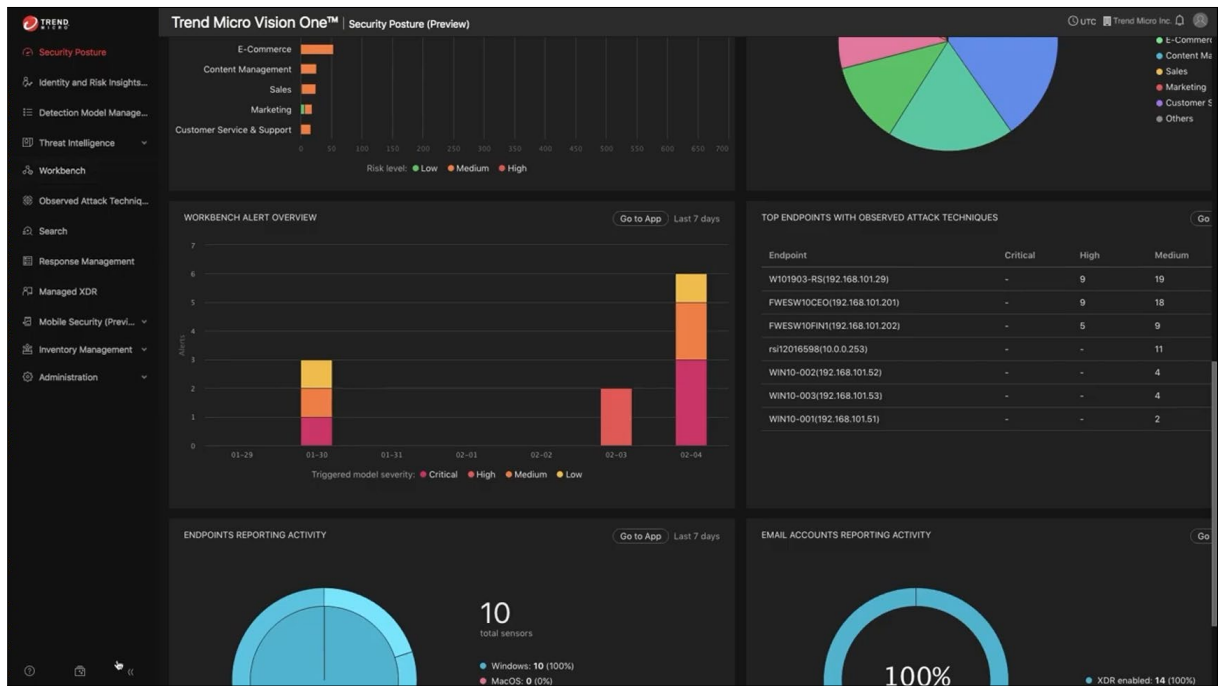 TREND
MICRO
Trend Micro Vision One™ | Security Posture (Preview)
UTC Trend Micro Inc.
Security Posture
Identity and Risk Insights...
Detection Model Manage...
Threat Intelligence
Workbench
Observed Attack Techniq...
Search
Response Management
Managed XDR
Mobile Security (Previ...
Inventory Management
Administration
E-Commerce
Content Management
Sales
Marketing
Customer Service & Support
0 50 100 150 200 250 300 350 400 450 500 550 600 650 700
Risk level: Low Medium High
E-Commerc
Content Ma
Sales
Marketing
Customer S
Others
WORKBENCH ALERT OVERVIEW
Go to App Last 7 days
7
6
5
4
3
2
1
0
Alerts
01-29 01-30 01-31 02-01 02-02 02-03 02-04
Triggered model severity: Critical High Medium Low
TOP ENDPOINTS WITH OBSERVED ATTACK TECHNIQUES
Go
Endpoint Critical High Medium
W101903-RS(192.168.101.29) - 9 19
FWESW10CEO(192.168.101.201) - 9 18
FWESW10FIN1(192.168.101.202) - 5 9
rsi12016598(10.0.0.253) - - 11
WIN10-002(192.168.101.52) - - 4
WIN10-003(192.168.101.53) - - 4
WIN10-001(192.168.101.51) - - 2
ENDPOINTS REPORTING ACTIVITY
Go to App Last 7 days
10
total sensors
Windows: 10 (100%)
MacOS: 0 (0%)
EMAIL ACCOUNTS REPORTING ACTIVITY
Go
100%
XDR enabled: 14 (100%)